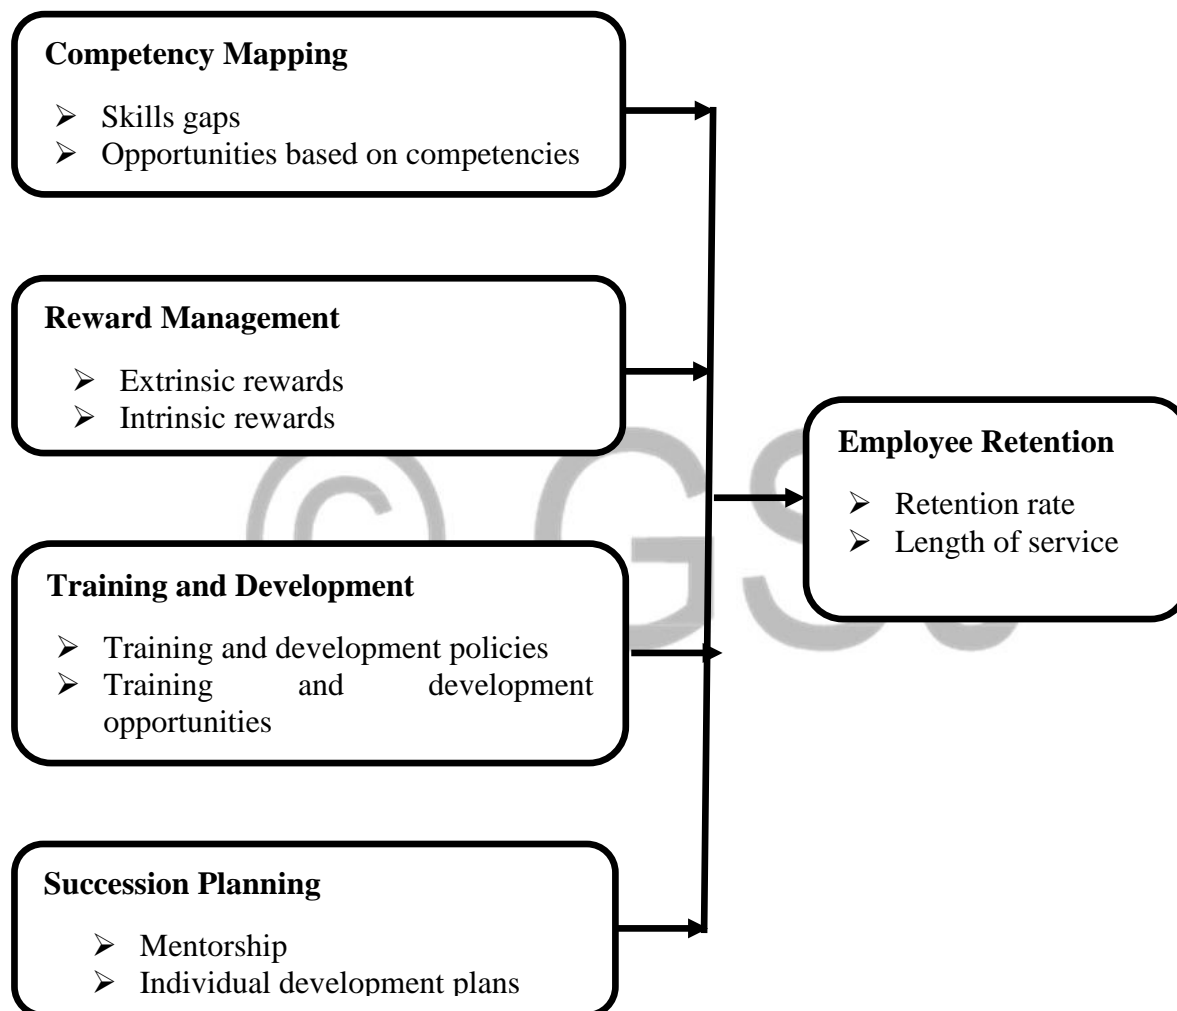 Competency Mapping
➢ Skills gaps
➢ Opportunities based on competencies
Reward Management
➢ Extrinsic rewards
➢ Intrinsic rewards
Employee Retention
➢ Retention rate
➢ Length of service
Training and Development
➢ Training and development policies
➢ Training and development
opportunities
Succession Planning
➢ Mentorship
➢ Individual development plans
© GSJ